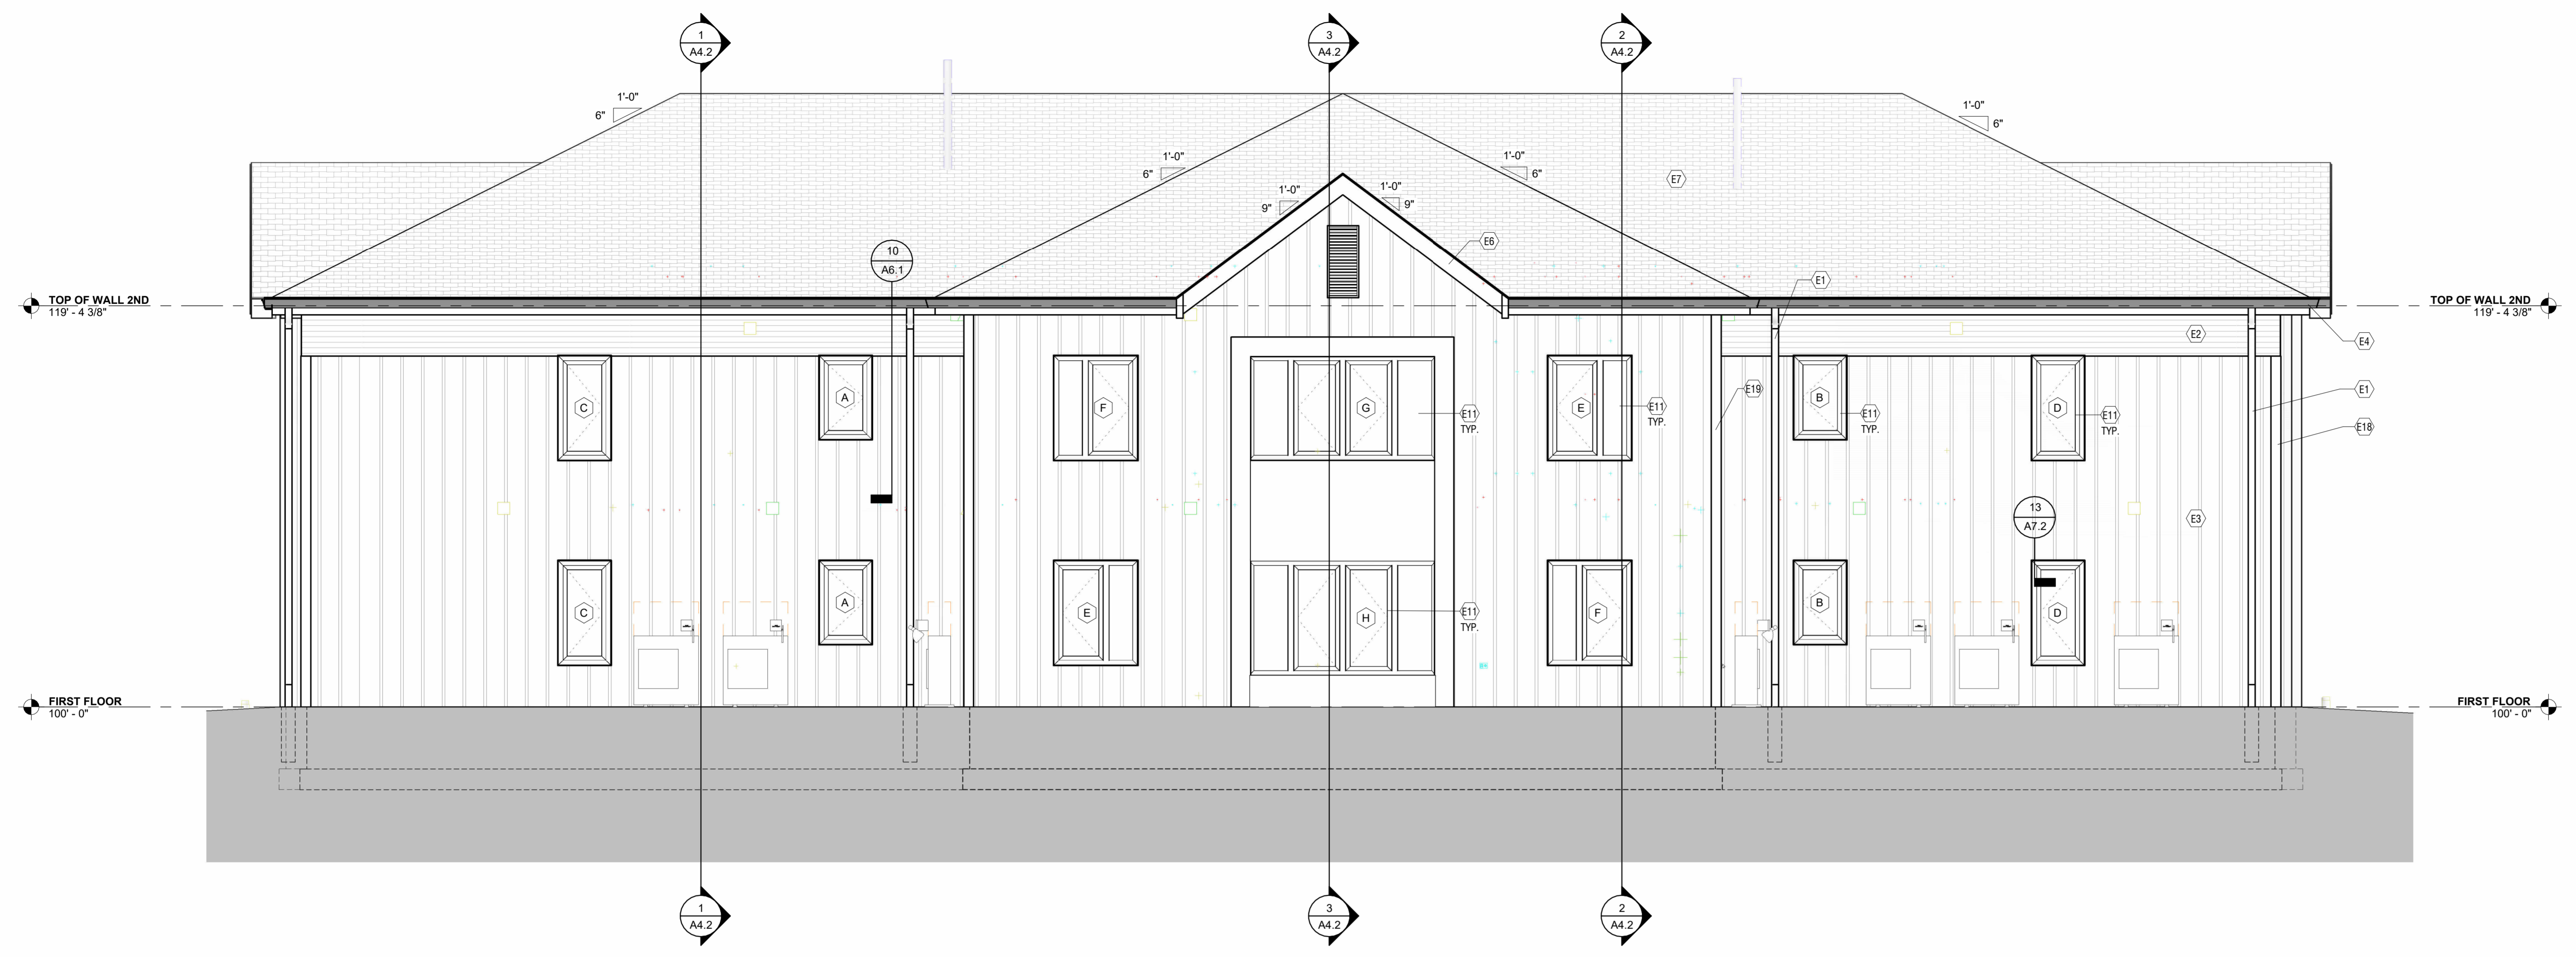 1
A4.2
3
A4.2
2
A4.2
1'-0"
6"
1'-0"
6"
1'-0"
6"
1'-0"
6"
E7
1'-0"
9"
1'-0"
9"
E6
10
A6.1
E1
TOP OF WALL 2ND
119' - 4 3/8"
TOP OF WALL 2ND
119' - 4 3/8"
E2
E4
C
A
F
G
E11
TYP.
E
E11
TYP.
E19
B
E11
TYP.
D
E11
TYP.
E1
E18
13
A7.2
E3
C
A
E
H
E11
TYP.
F
B
D
FIRST FLOOR
100' - 0"
FIRST FLOOR
100' - 0"
1
A4.2
3
A4.2
2
A4.2